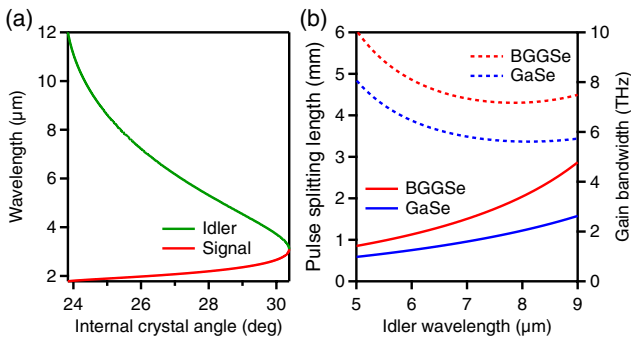 (a)
Wavelength (μm)
12
10
8
6
4
2
Idler
Signal
24
26
28
30
Internal crystal angle (deg)
(b)
Pulse splitting length (mm)
6
5
4
3
2
1
0
BGGSe
GaSe
BGGSe
GaSe
10
8
6
4
2
0
Gain bandwidth (THz)
5
6
7
8
9
Idler wavelength (μm)